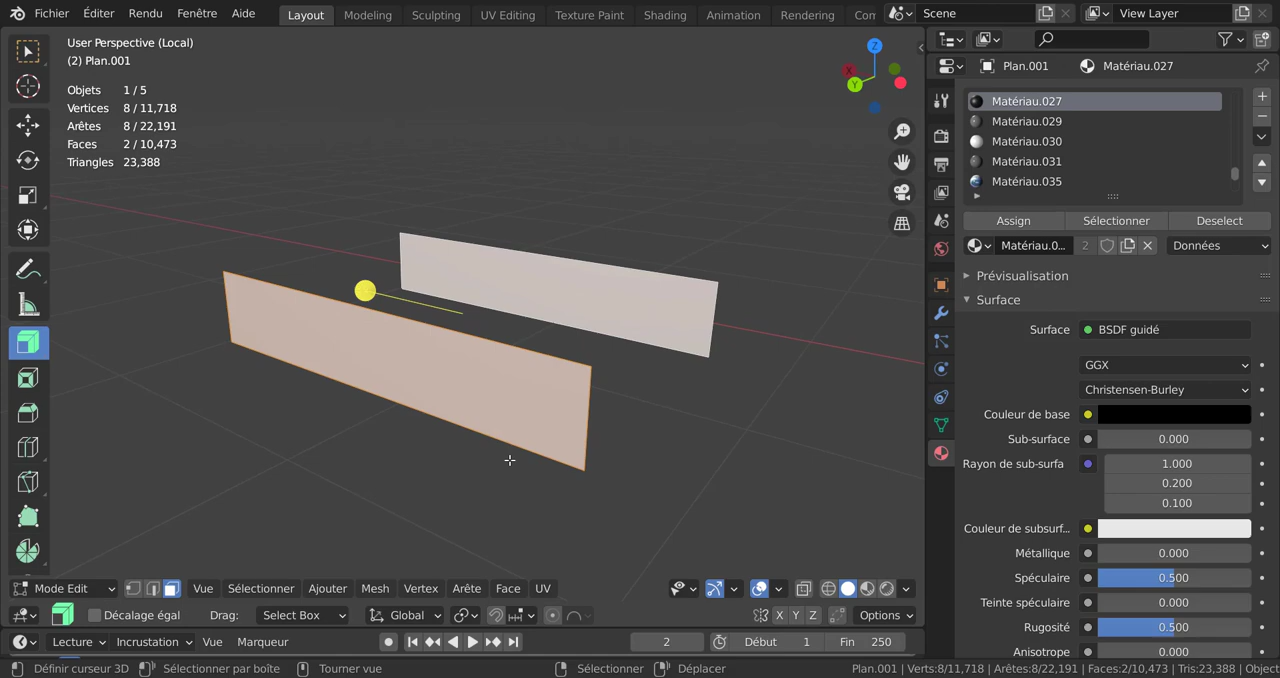 Fichier Éditer Rendu Fenêtre Aide Layout Modeling Sculpting UV Editing Texture Paint Shading Animation Rendering Scene View Layer
User Perspective (Local)
(2) Plan.001
Objets 1 / 5
Vertices 8 / 11,718
Arêtes 8 / 22,191
Faces 2 / 10,473
Triangles 23,388
Z
X
Y
Plan.001 Matériau.027
Matériau.027
Matériau.029
Matériau.030
Matériau.031
Matériau.035
Assign Sélectionner Deselect
Matériau.0... 2 Données
Prévisualisation
Surface
Surface BSDF guidé
GGX
Christensen-Burley
Couleur de base
Sub-surface 0.000
Rayon de sub-surfa 1.000
0.200
0.100
Couleur de subsurf...
Métallique 0.000
Spéculaire 0.500
Teinte spéculaire 0.000
Rugosité 0.500
Anisotrope 0.000
Mode Edit Vue Sélectionner Ajouter Mesh Vertex Arête Face UV
Décalage égal Drag: Select Box Global X Y Z Options
Lecture Incrustation Vue Marqueur 2 Début 1 Fin 250
Définir curseur 3D Sélectionner par boîte Tourner vue Sélectionner Déplacer Plan.001 | Verts:8/11,718 | Arêtes:8/22,191 | Faces:2/10,473 | Tris:23,388 | Object